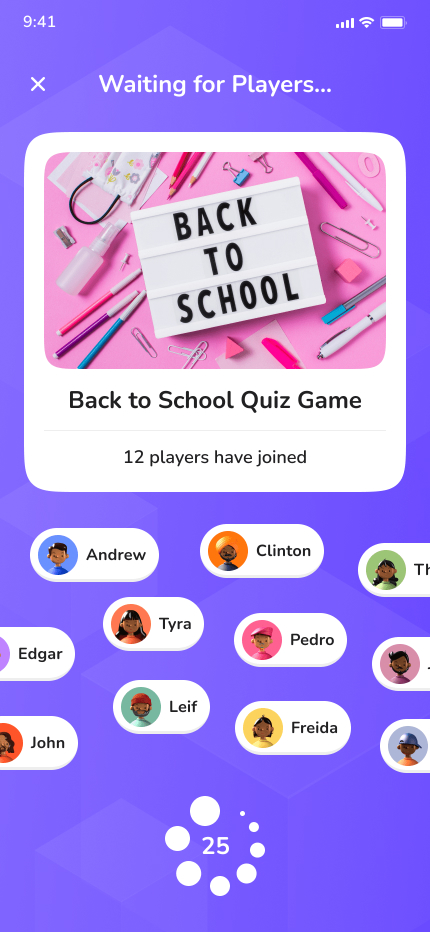 9:41
Waiting for Players...
BACK
TO
SCHOOL
Back to School Quiz Game
12 players have joined
Andrew
Clinton
Th
Tyra
Edgar
Pedro
Leif
John
Freida
25